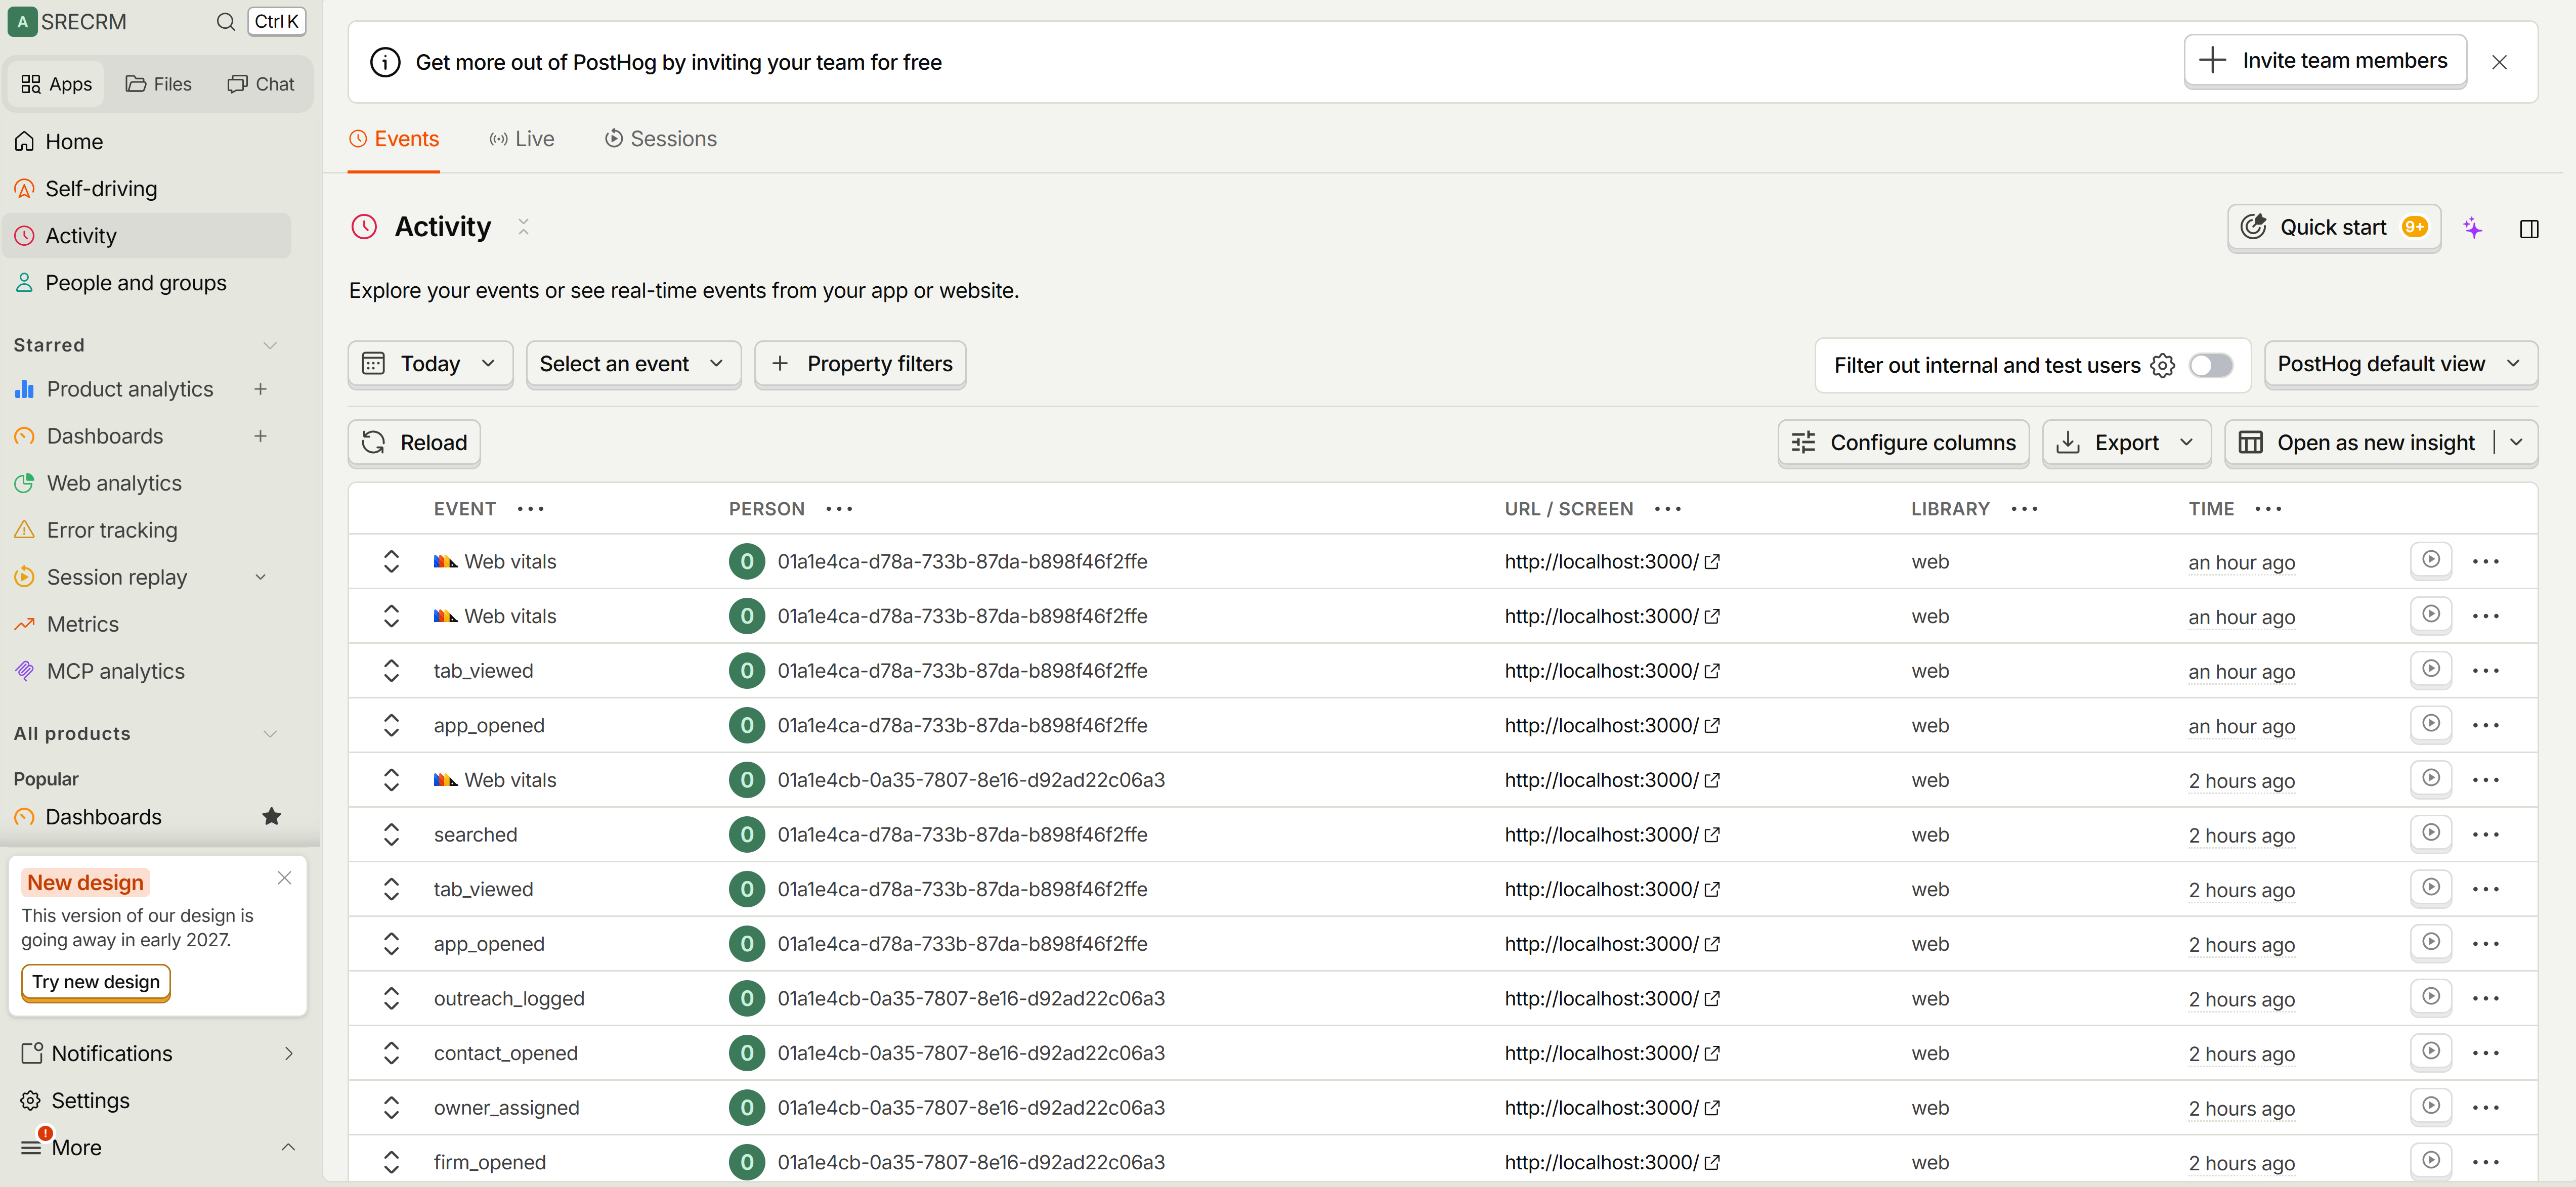 A SRECRM Ctrl K
Apps Files Chat
Home
Self-driving
Activity
People and groups
Starred
Product analytics
Dashboards
Web analytics
Error tracking
Session replay
Metrics
MCP analytics
All products
Popular
Dashboards
New design
This version of our design is
going away in early 2027.
Try new design
Notifications
Settings
! More
Get more out of PostHog by inviting your team for free
Invite team members
Events Live Sessions
Activity
Quick start 9+
Explore your events or see real-time events from your app or website.
Today Select an event Property filters Filter out internal and test users PostHog default view
Reload Configure columns Export Open as new insight
EVENT PERSON URL / SCREEN LIBRARY TIME
Web vitals 0 01a1e4ca-d78a-733b-87da-b898f46f2ffe http://localhost:3000/ web an hour ago
Web vitals 0 01a1e4ca-d78a-733b-87da-b898f46f2ffe http://localhost:3000/ web an hour ago
tab_viewed 0 01a1e4ca-d78a-733b-87da-b898f46f2ffe http://localhost:3000/ web an hour ago
app_opened 0 01a1e4ca-d78a-733b-87da-b898f46f2ffe http://localhost:3000/ web an hour ago
Web vitals 0 01a1e4cb-0a35-7807-8e16-d92ad22c06a3 http://localhost:3000/ web 2 hours ago
searched 0 01a1e4ca-d78a-733b-87da-b898f46f2ffe http://localhost:3000/ web 2 hours ago
tab_viewed 0 01a1e4ca-d78a-733b-87da-b898f46f2ffe http://localhost:3000/ web 2 hours ago
app_opened 0 01a1e4ca-d78a-733b-87da-b898f46f2ffe http://localhost:3000/ web 2 hours ago
outreach_logged 0 01a1e4cb-0a35-7807-8e16-d92ad22c06a3 http://localhost:3000/ web 2 hours ago
contact_opened 0 01a1e4cb-0a35-7807-8e16-d92ad22c06a3 http://localhost:3000/ web 2 hours ago
owner_assigned 0 01a1e4cb-0a35-7807-8e16-d92ad22c06a3 http://localhost:3000/ web 2 hours ago
firm_opened 0 01a1e4cb-0a35-7807-8e16-d92ad22c06a3 http://localhost:3000/ web 2 hours ago